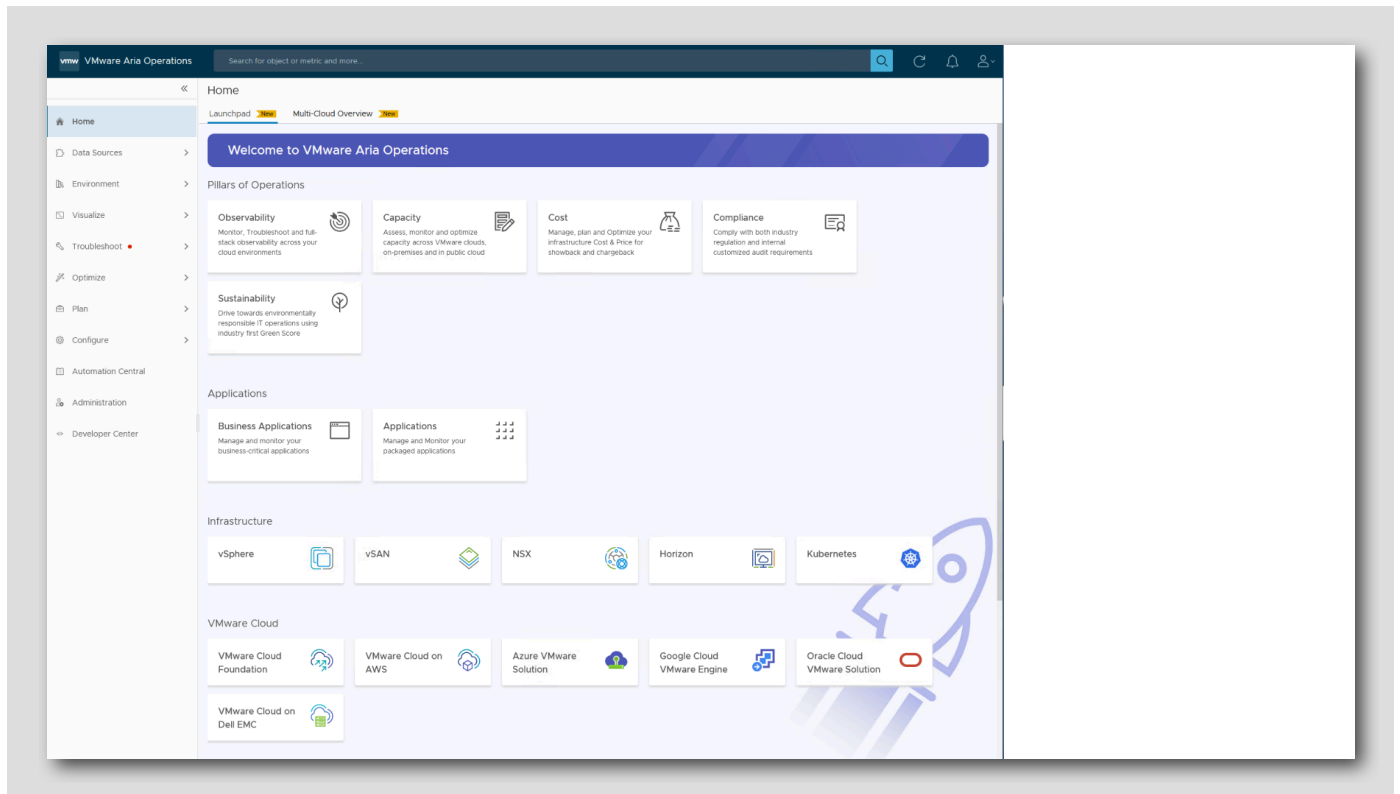 vmw VMware Aria Operations
Search for object or metric and more...
Home
Data Sources
Environment
Visualize
Troubleshoot
Optimize
Plan
Configure
Automation Central
Administration
Developer Center
Home
Launchpad New Multi-Cloud Overview New
Welcome to VMware Aria Operations
Pillars of Operations
Observability
Monitor, Troubleshoot and full-
stack observability across your
cloud environments
Capacity
Assess, monitor and optimize
capacity across VMware clouds,
on-premises and in public cloud
Cost
Manage, plan and Optimize your
infrastructure Cost & Price for
showback and chargeback
Compliance
Comply with both industry
regulation and internal
customized audit requirements
Sustainability
Drive towards environmentally
responsible IT operations using
industry first Green Score
Applications
Business Applications
Manage and monitor your
business-critical applications
Applications
Manage and Monitor your
packaged applications
Infrastructure
vSphere
vSAN
NSX
Horizon
Kubernetes
VMware Cloud
VMware Cloud
Foundation
VMware Cloud on
AWS
Azure VMware
Solution
Google Cloud
VMware Engine
Oracle Cloud
VMware Solution
VMware Cloud on
Dell EMC